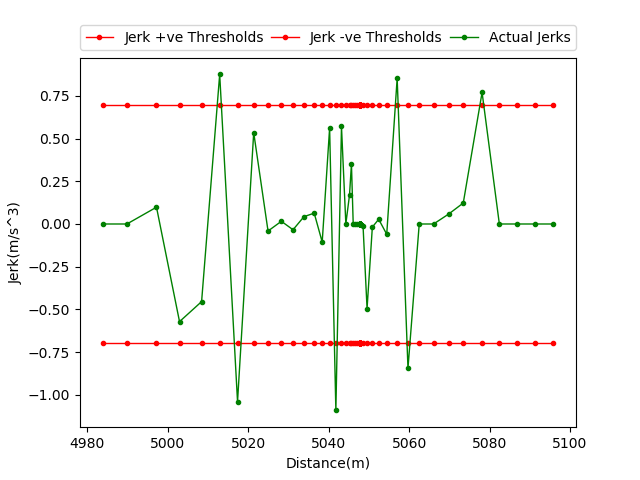 Jerk +ve Thresholds Jerk -ve Thresholds Actual Jerks
0.75
0.50
0.25
0.00
−0.25
−0.50
−0.75
−1.00
Jerk(m/s^3)
4980 5000 5020 5040 5060 5080 5100
Distance(m)